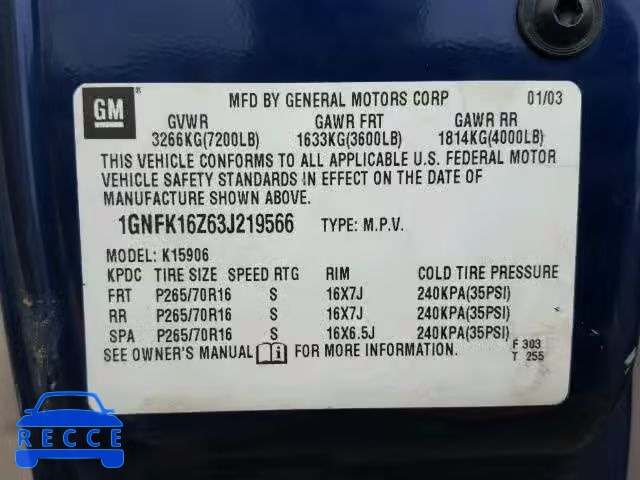 GM ®
MFD BY GENERAL MOTORS CORP 01/03
GVWR GAWR FRT GAWR RR
3266KG(7200LB) 1633KG(3600LB) 1814KG(4000LB)
THIS VEHICLE CONFORMS TO ALL APPLICABLE U.S. FEDERAL MOTOR
VEHICLE SAFETY STANDARDS IN EFFECT ON THE DATE OF
MANUFACTURE SHOWN ABOVE.
1GNFK16Z63J219566 TYPE: M.P.V.
MODEL: K15906
KPDC TIRE SIZE SPEED RTG RIM COLD TIRE PRESSURE
FRT P265/70R16 S 16X7J 240KPA(35PSI)
RR P265/70R16 S 16X7J 240KPA(35PSI)
SPA P265/70R16 S 16X6.5J 240KPA(35PSI)
SEE OWNER'S MANUAL i FOR MORE INFORMATION.
F 303
T 255
RECCE